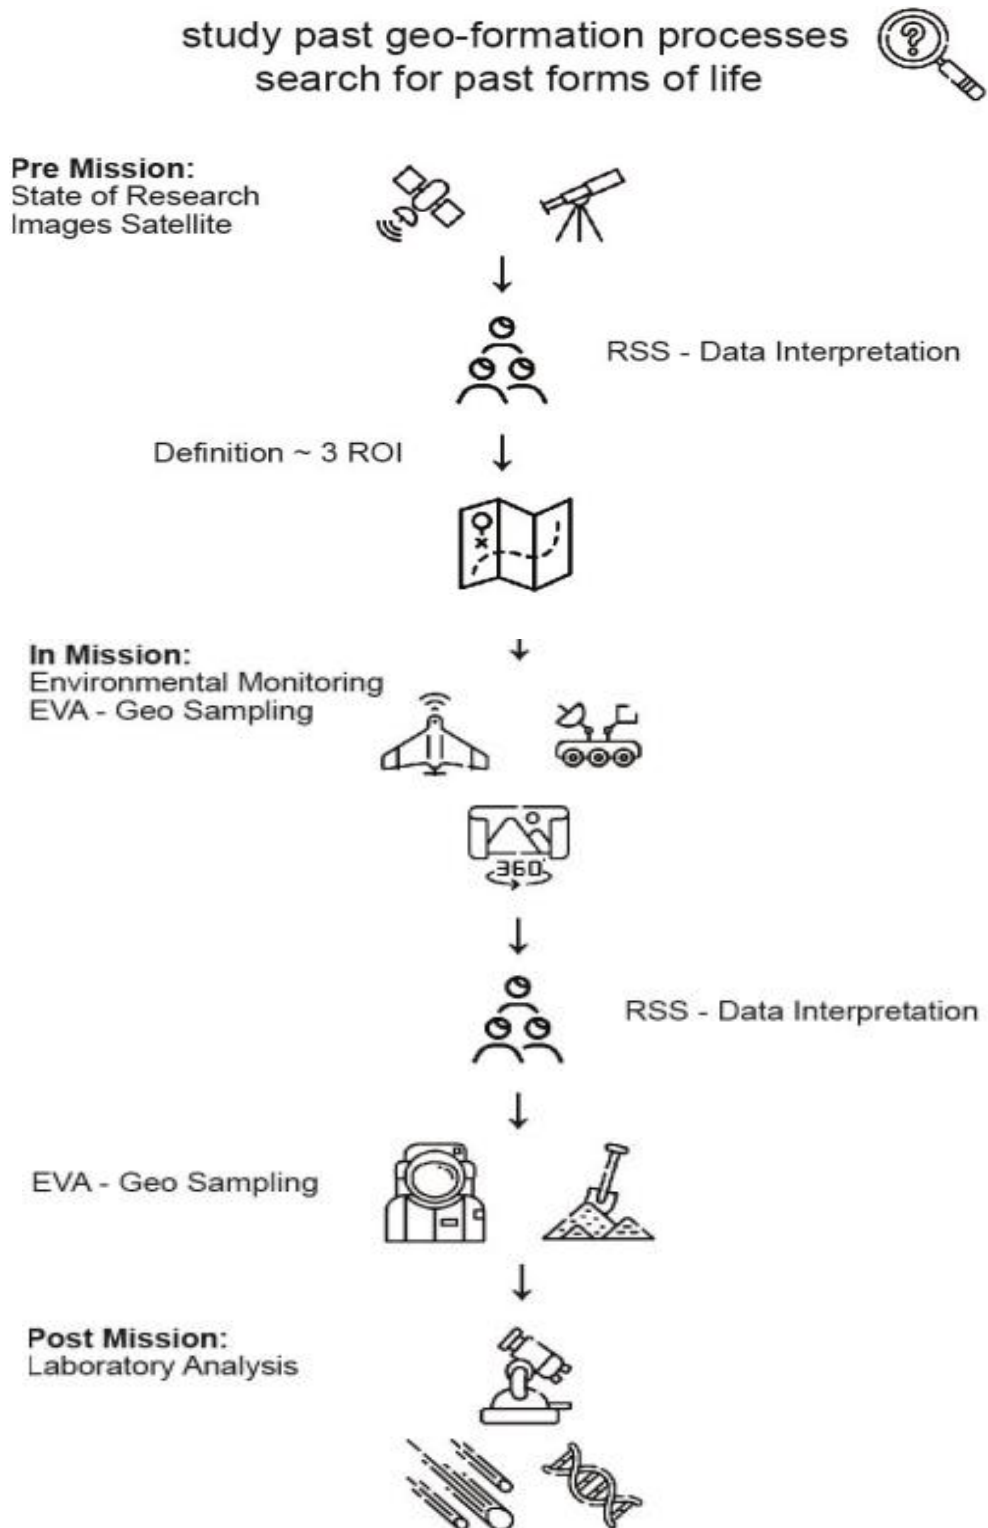 study past geo-formation processes
search for past forms of life
?
Pre Mission:
State of Research
Images Satellite
RSS - Data Interpretation
Definition ~ 3 ROI
x
In Mission:
Environmental Monitoring
EVA - Geo Sampling
360°
RSS - Data Interpretation
EVA - Geo Sampling
Post Mission:
Laboratory Analysis